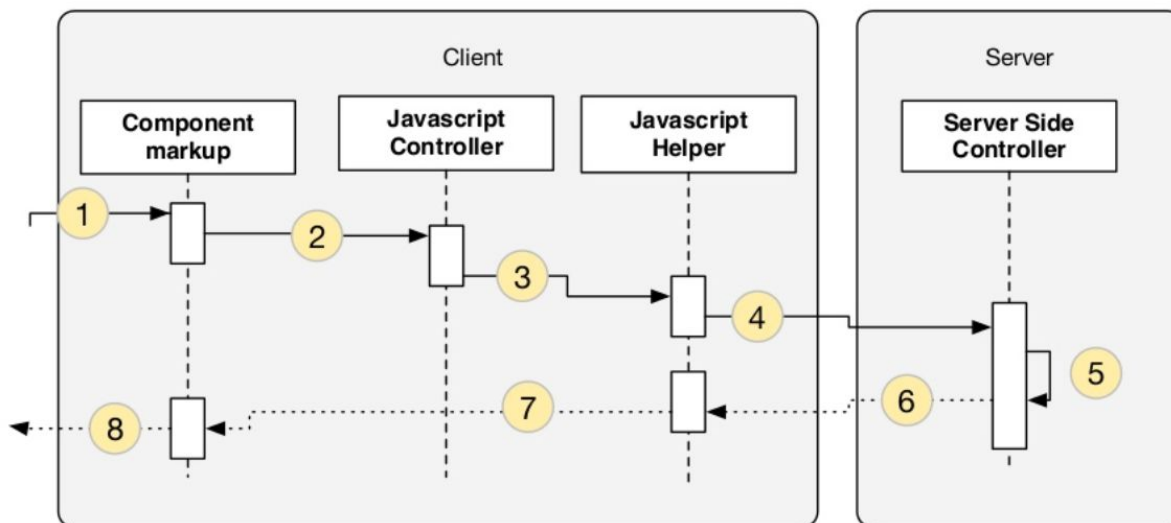 Client
Server
Component
markup
Javascript
Controller
Javascript
Helper
Server Side
Controller
1
2
3
4
5
6
7
8